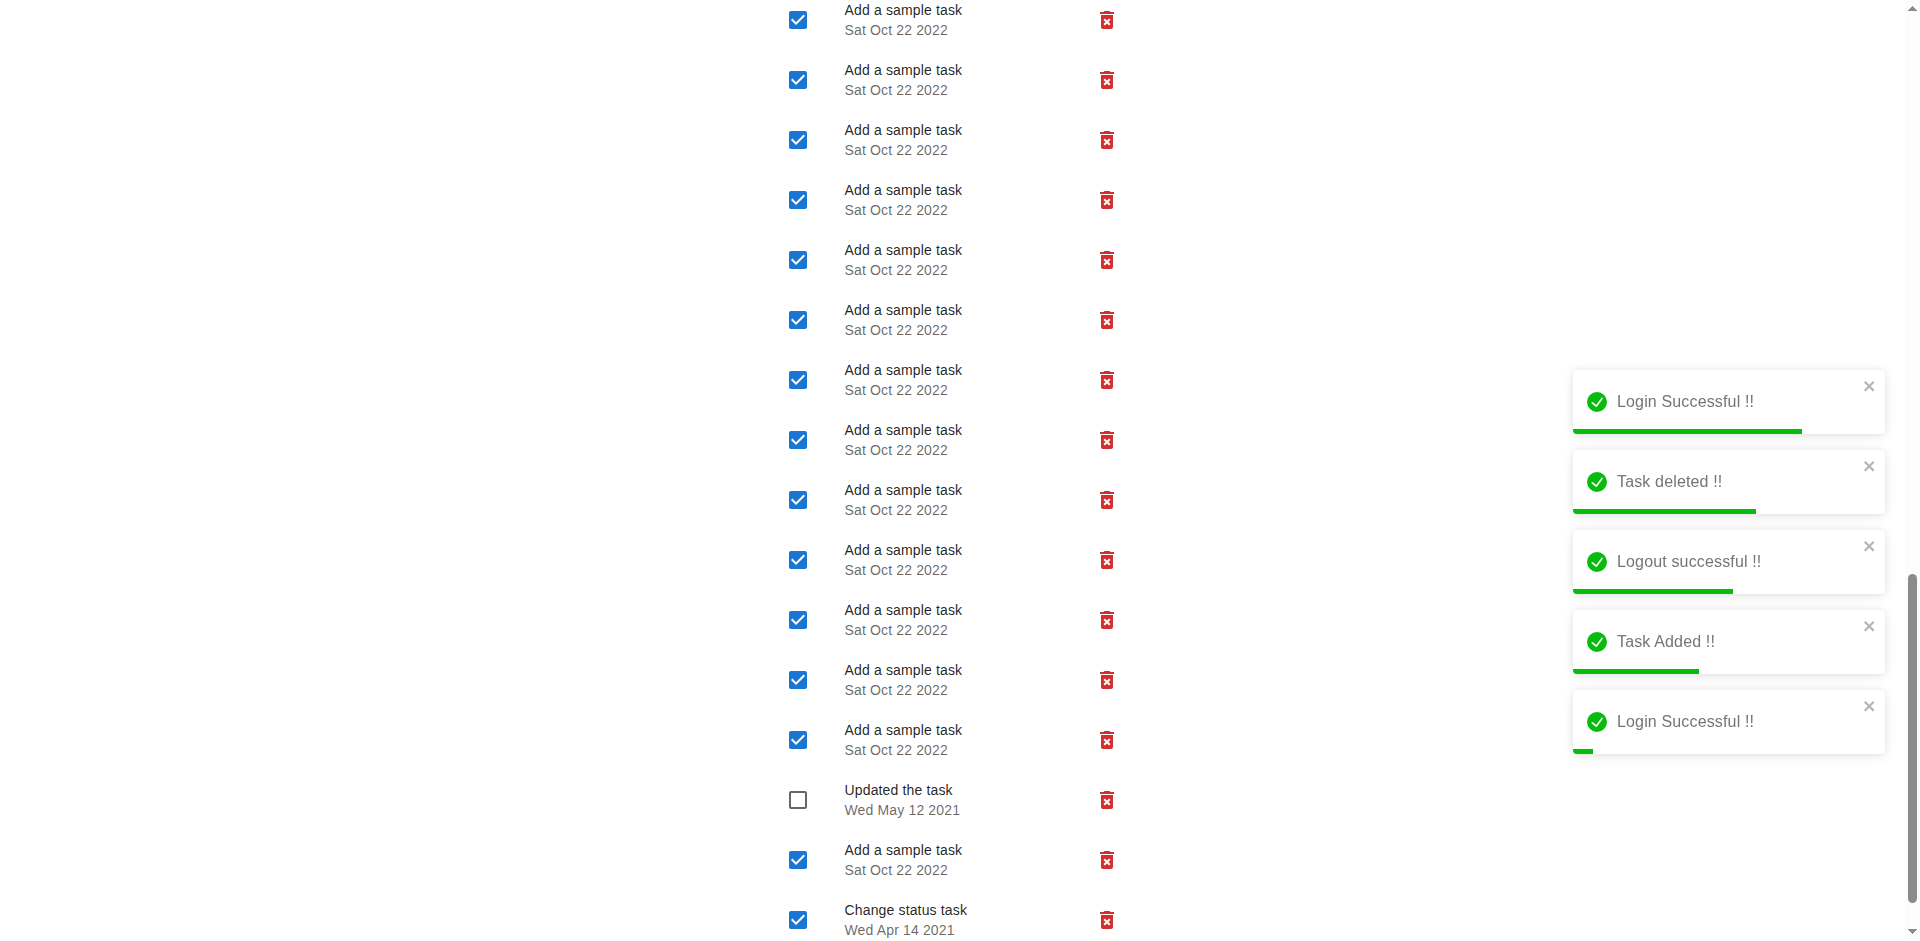 Add a sample task
Sat Oct 22 2022
Add a sample task
Sat Oct 22 2022
Add a sample task
Sat Oct 22 2022
Add a sample task
Sat Oct 22 2022
Add a sample task
Sat Oct 22 2022
Add a sample task
Sat Oct 22 2022
Add a sample task
Sat Oct 22 2022
Add a sample task
Sat Oct 22 2022
Add a sample task
Sat Oct 22 2022
Add a sample task
Sat Oct 22 2022
Add a sample task
Sat Oct 22 2022
Add a sample task
Sat Oct 22 2022
Add a sample task
Sat Oct 22 2022
Updated the task
Wed May 12 2021
Add a sample task
Sat Oct 22 2022
Change status task
Wed Apr 14 2021
Login Successful !!
Task deleted !!
Logout successful !!
Task Added !!
Login Successful !!